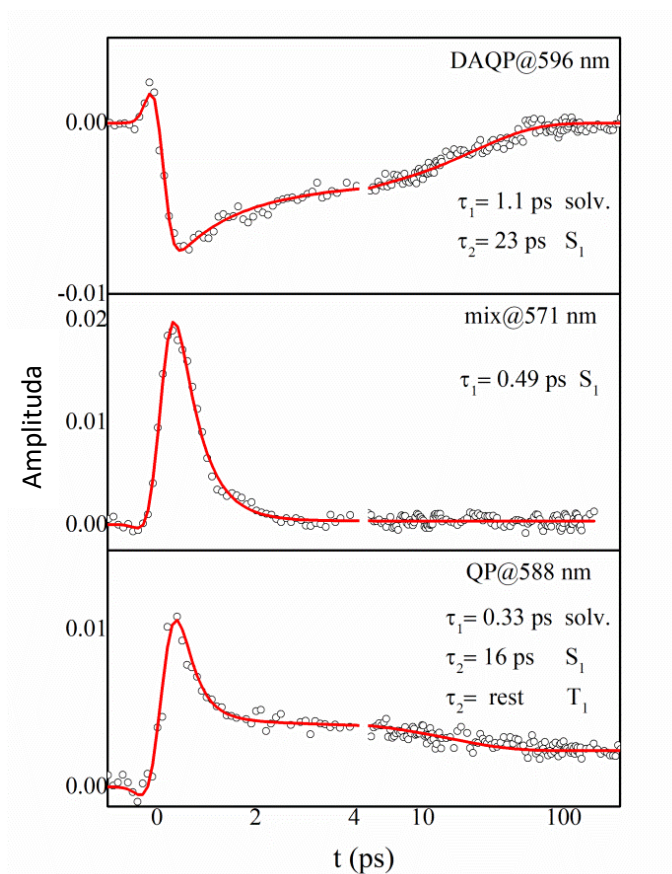 DAQP@596 nm
0.00
τ1= 1.1 ps solv.
τ2= 23 ps S1
-0.01
0.02
mix@571 nm
τ1= 0.49 ps S1
0.01
Amplituda
0.00
QP@588 nm
0.01
τ1= 0.33 ps solv.
τ2= 16 ps S1
τ2= rest T1
0.00
0 2 4 10 100
t (ps)